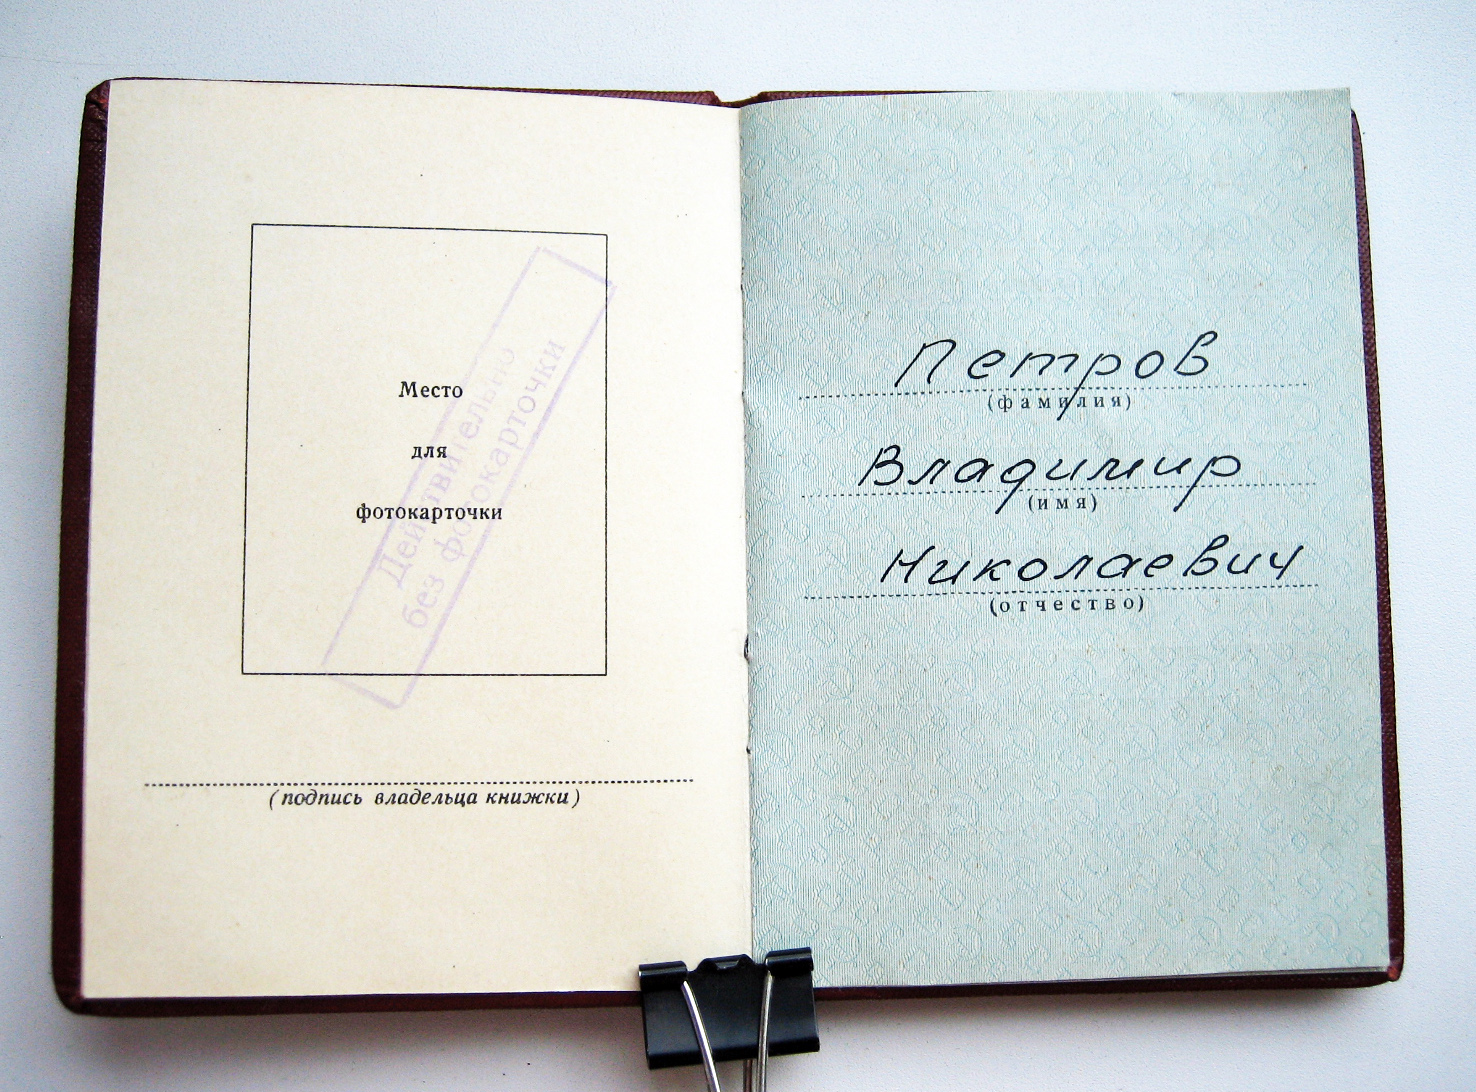 Место
для
фотокарточки
Действительно
без фотокарточки
(подпись владельца книжки)
Петров
(фамилия)
Владимир
(имя)
Николаевич
(отчество)